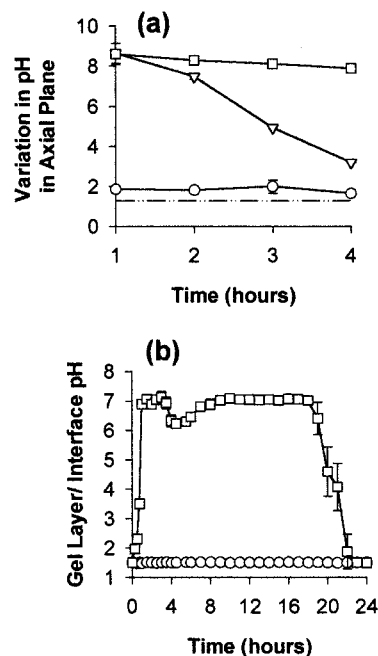 (a)
Variation in pH
in Axial Plane
10
8
6
4
2
0
1 2 3 4
Time (hours)
(b)
Gel Layer/ Interface pH
8
7
6
5
4
3
2
1
0 4 8 12 16 20 24
Time (hours)